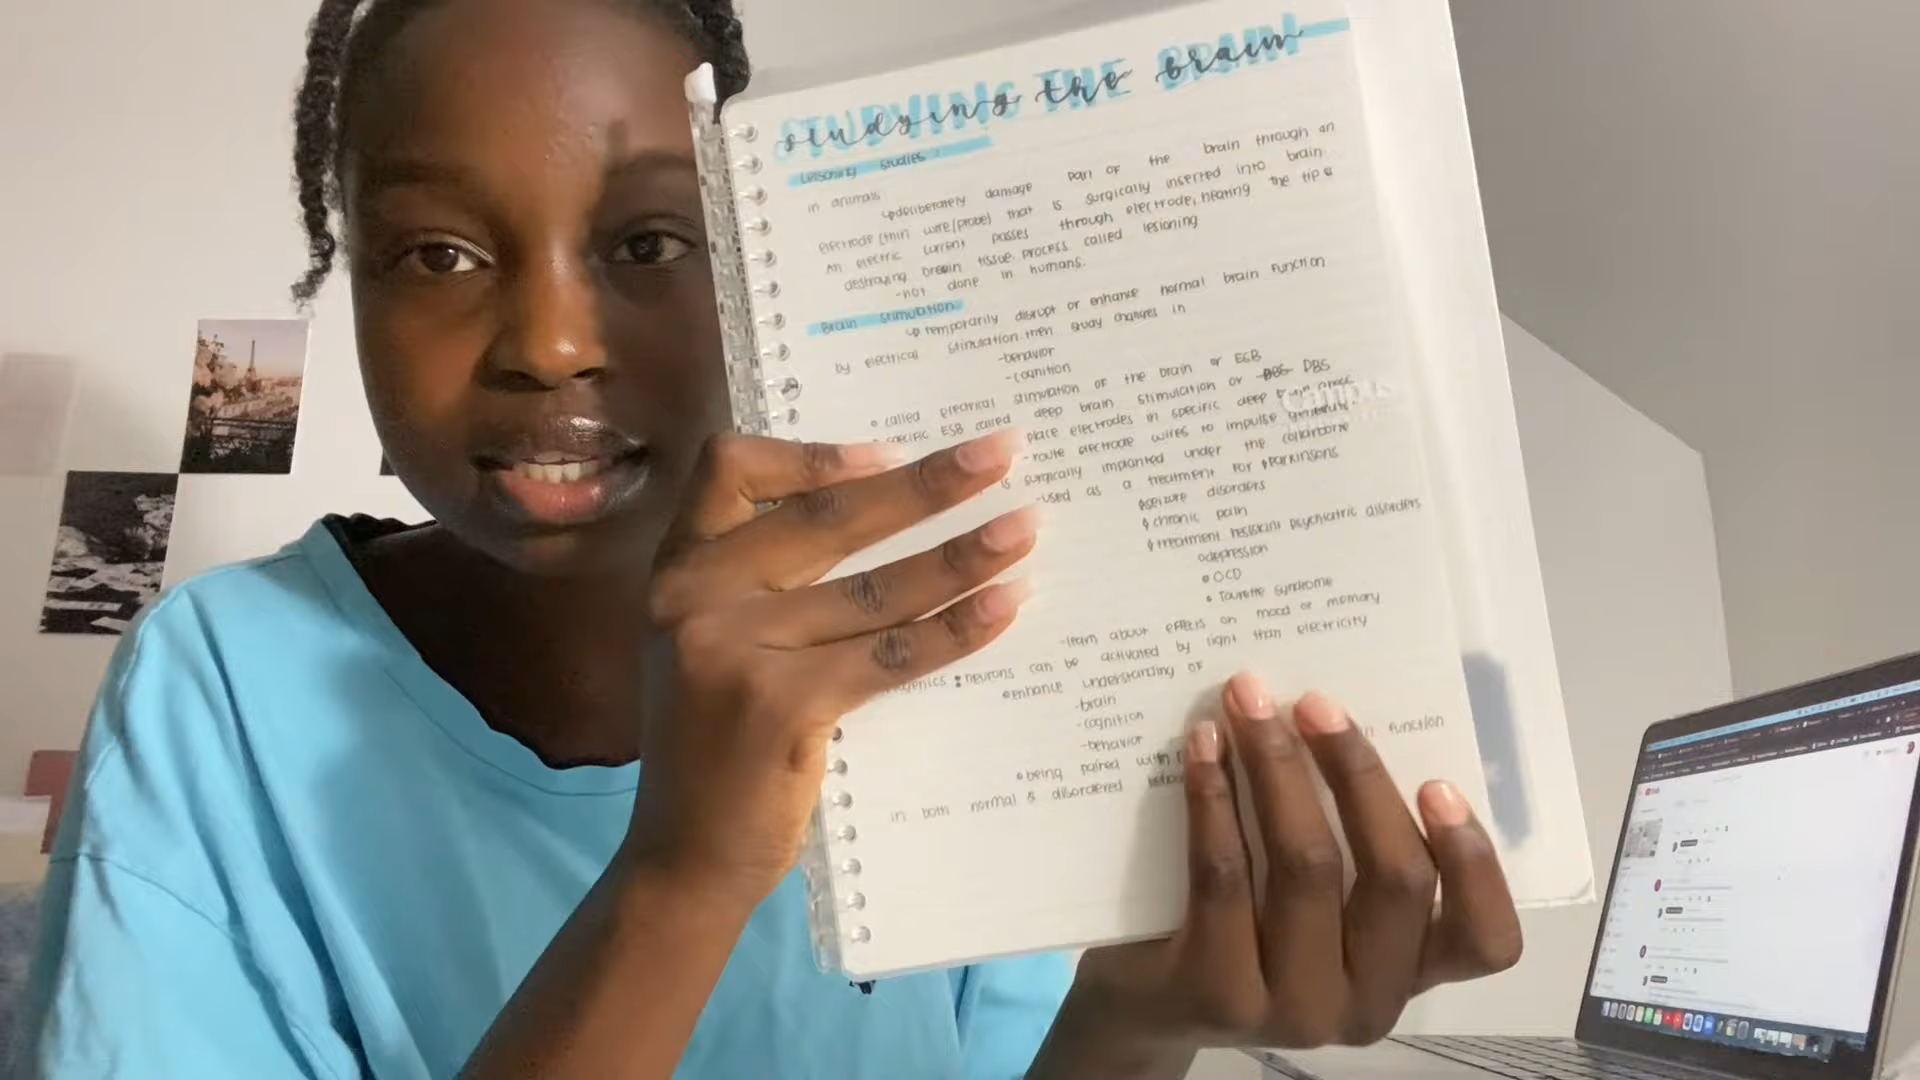 STUDYING THE BRAIN
studying the brain
Lesioning studies:
in animals
deliberately damage part of the brain through an
electrode (thin wire/probe) that is surgically inserted into brain.
An electric current passes through electrode, heating the tip &
destroying brain tissue. process called lesioning
-not done in humans.
Brain stimulation
temporarily disrupt or enhance normal brain function
by electrical stimulation then study changes in
-behavior
-cognition
called electrical stimulation of the brain or ESB
specific ESB called deep brain stimulation or DBS DBS
place electrodes in specific deep brain areas
-route electrode wires to impulse generator
is surgically implanted under the collarbone
-used as a treatment for Parkinsons
seizure disorders
chronic pain
treatment resistant psychiatric disorders
depression
OCD
Tourette syndrome
-learn about effects on mood or memory
neurons can be activated by light than electricity
enhance understanding of
-brain
-cognition
-behavior
being paired with function
in both normal & disordered
Campus